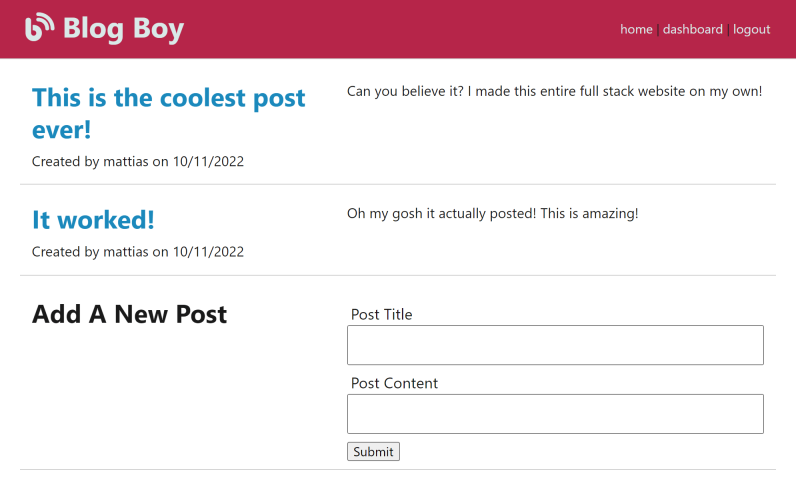 Blog Boy
home | dashboard | logout
This is the coolest post
ever!
Created by mattias on 10/11/2022
Can you believe it? I made this entire full stack website on my own!
It worked!
Created by mattias on 10/11/2022
Oh my gosh it actually posted! This is amazing!
Add A New Post
Post Title
Post Content
Submit